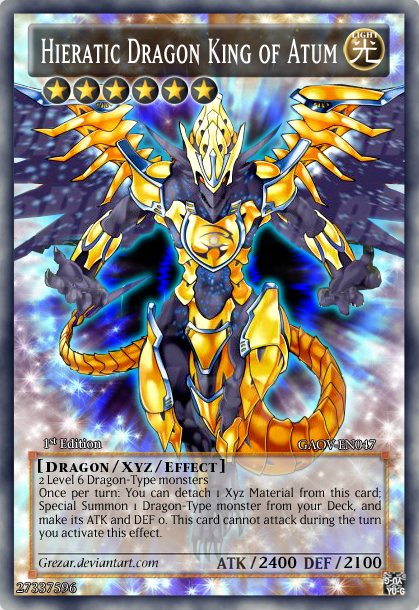 HIERATIC DRAGON KING OF ATUM
LIGHT
光
1st Edition
GAOV-EN047
[DRAGON/XYZ/EFFECT]
2 Level 6 Dragon-Type monsters
Once per turn: You can detach 1 Xyz Material from this card;
Special Summon 1 Dragon-Type monster from your Deck, and
make its ATK and DEF 0. This card cannot attack during the turn
you activate this effect.
Grezar.deviantart.com
ATK/2400 DEF/2100
27337596